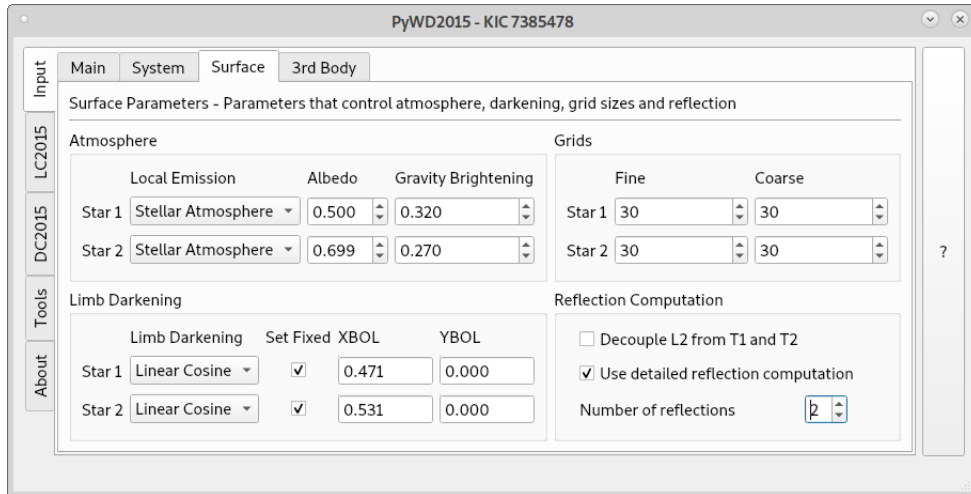 PyWD2015 - KIC 7385478
Input
LC2015
DC2015
Tools
About
Main System Surface 3rd Body
Surface Parameters - Parameters that control atmosphere, darkening, grid sizes and reflection
Atmosphere
Local Emission Albedo Gravity Brightening
Star 1 Stellar Atmosphere 0.500 0.320
Star 2 Stellar Atmosphere 0.699 0.270
Grids
Fine Coarse
Star 1 30 30
Star 2 30 30
Limb Darkening
Limb Darkening Set Fixed XBOL YBOL
Star 1 Linear Cosine 0.471 0.000
Star 2 Linear Cosine 0.531 0.000
Reflection Computation
Decouple L2 from T1 and T2
Use detailed reflection computation
Number of reflections 2
?